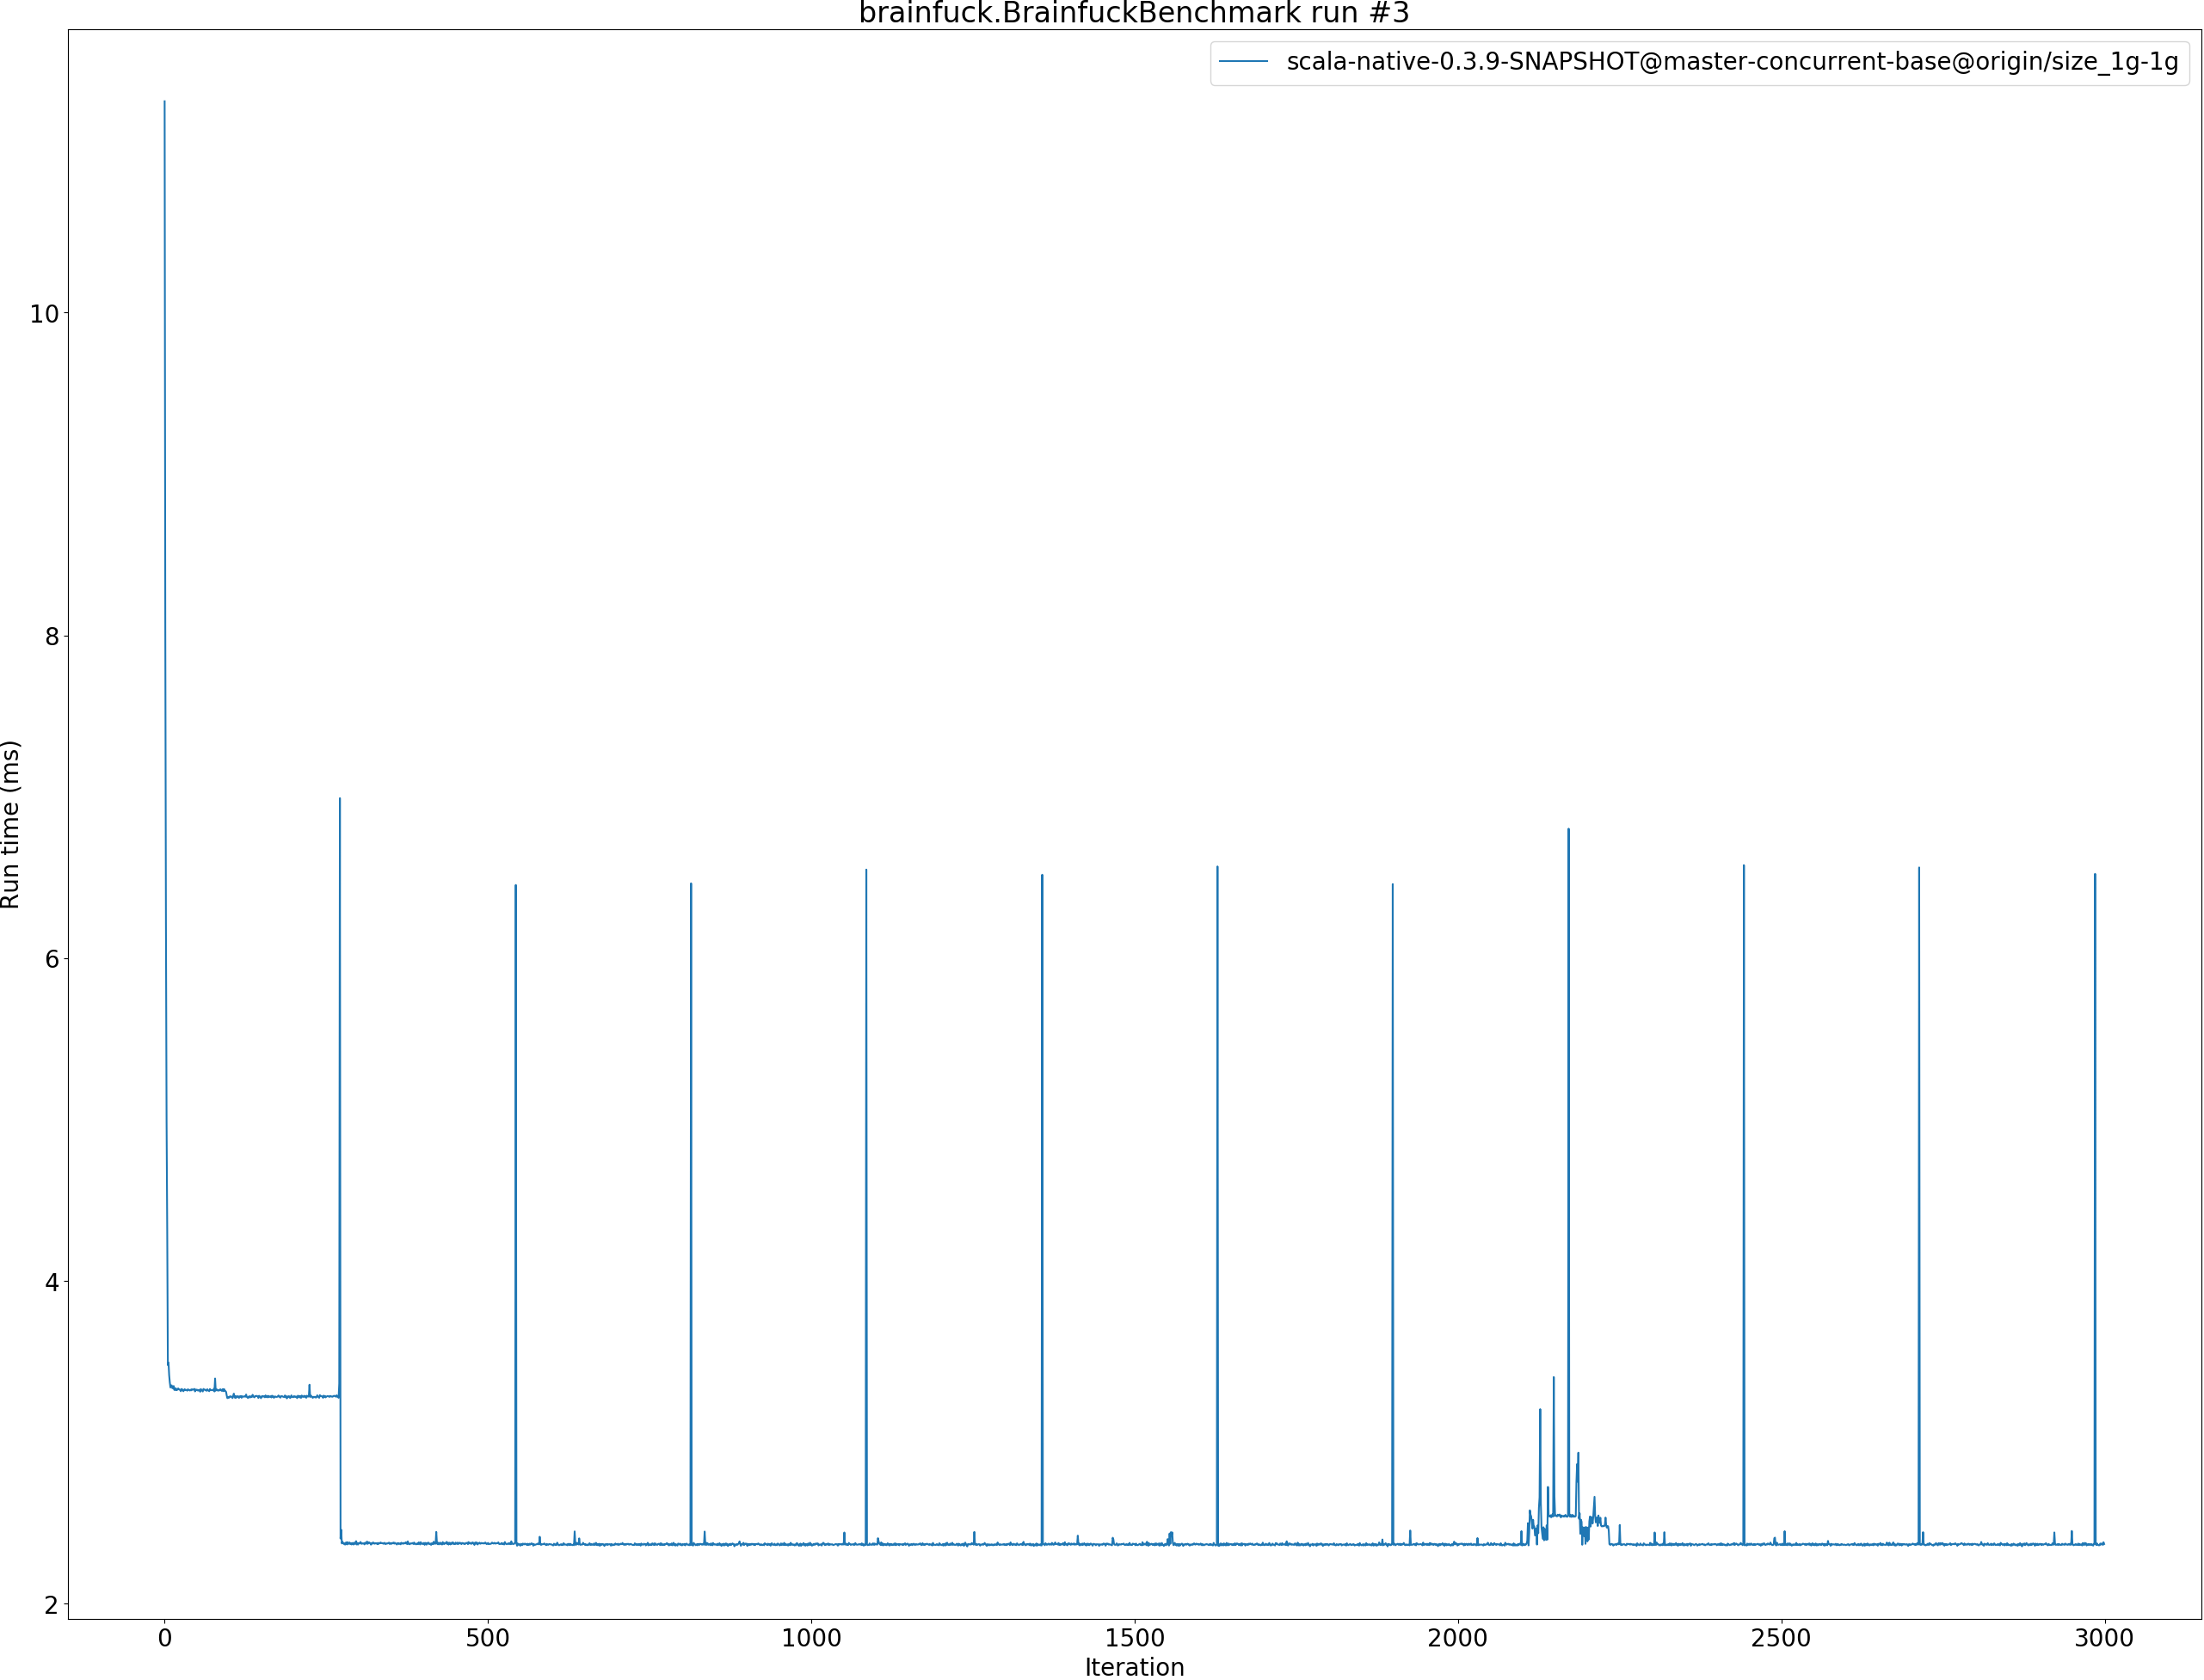 brainfuck.BrainfuckBenchmark run #3
scala-native-0.3.9-SNAPSHOT@master-concurrent-base@origin/size_1g-1g
10
8
6
4
2
Run time (ms)
0 500 1000 1500 2000 2500 3000
Iteration